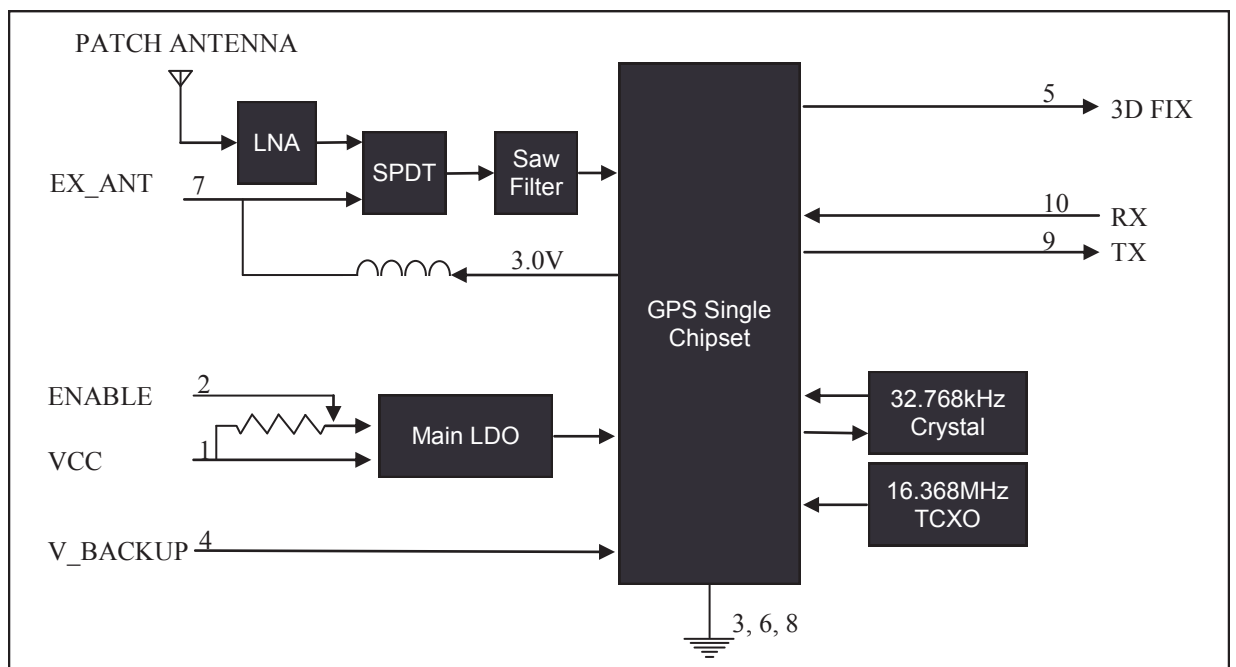 PATCH ANTENNA
LNA
SPDT
Saw
Filter
EX_ANT
7
3.0V
GPS Single
Chipset
5
3D FIX
10
RX
9
TX
ENABLE
2
VCC
1
Main LDO
32.768kHz
Crystal
16.368MHz
TCXO
V_BACKUP
4
3, 6, 8